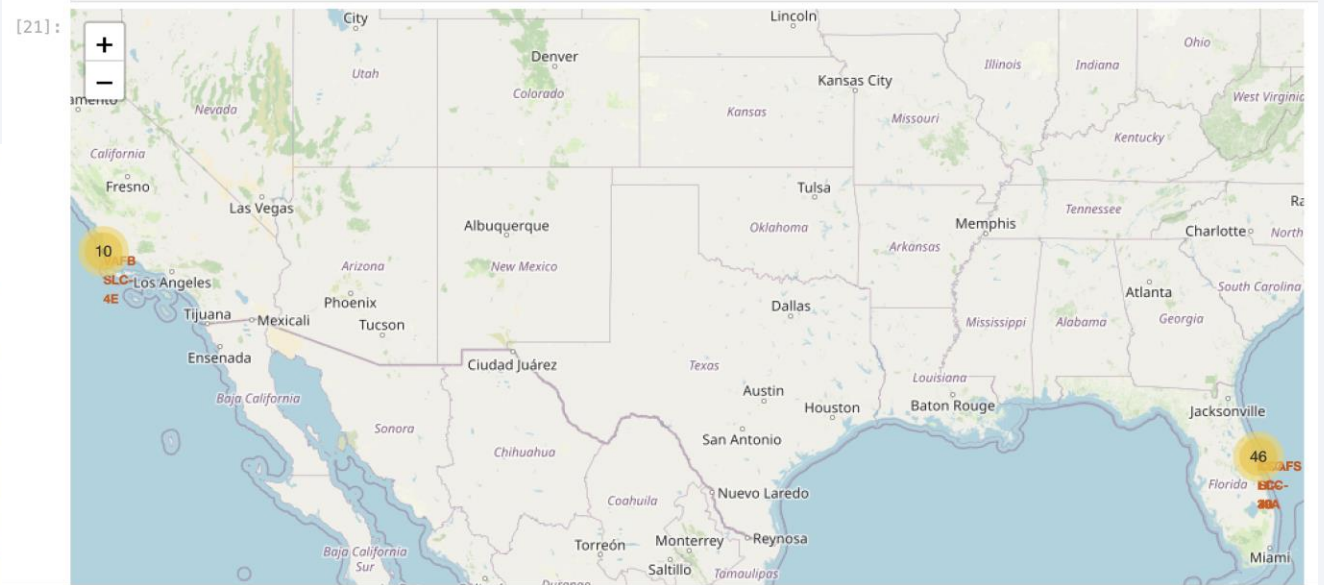 [21]:
City
Lincoln
+
−
Utah
Denver
Colorado
Nevada
California
Fresno
Las Vegas
Kansas City
Kansas
Missouri
Illinois
Indiana
Ohio
West Virginia
Kentucky
Tulsa
Oklahoma
Memphis
Tennessee
Charlotte
North
Arkansas
Albuquerque
New Mexico
Arizona
Phoenix
Tucson
10
SLC-
4E
Los Angeles
Tijuana
Mexicali
Ensenada
Baja California
Ciudad Juárez
Dallas
Texas
Austin
Houston
San Antonio
Louisiana
Baton Rouge
Mississippi
Alabama
Atlanta
Georgia
South Carolina
Jacksonville
46
Florida
Miami
Sonora
Chihuahua
Coahuila
Nuevo Laredo
Reynosa
Monterrey
Torreón
Saltillo
Tamaulipas
Durango
Baja California
Sur